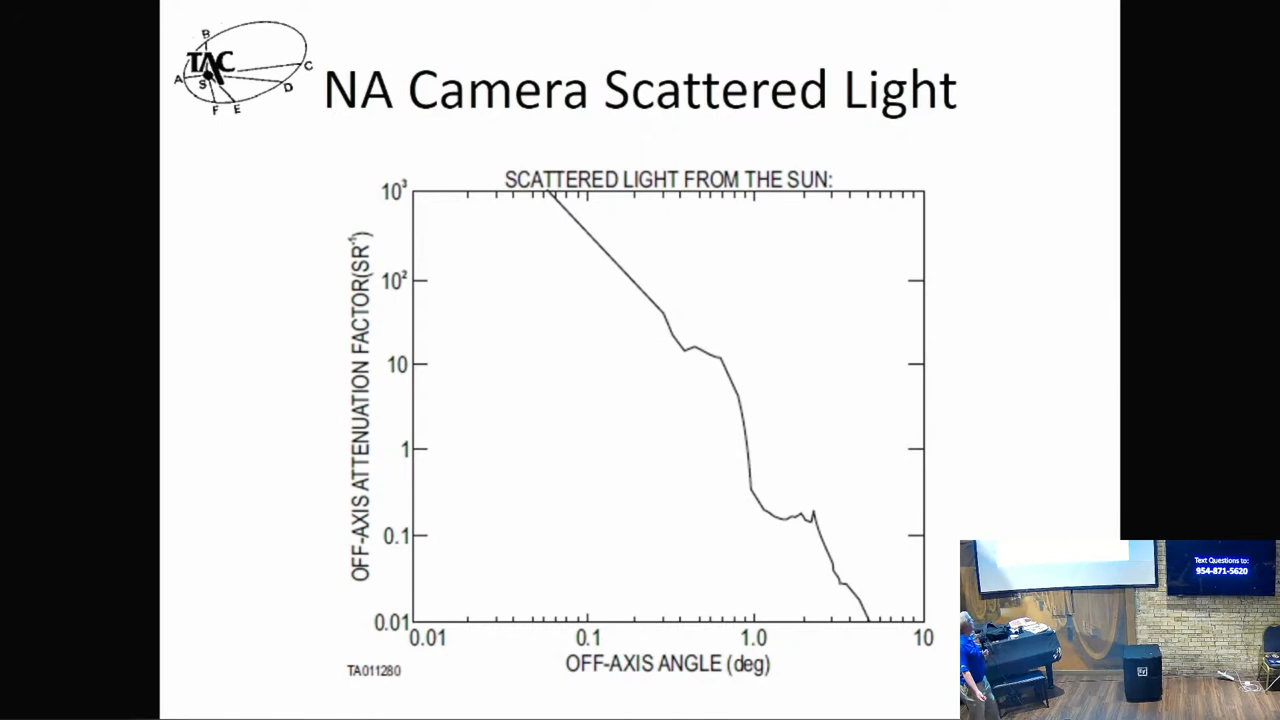 B
TAC
A
S
C
D
F E
NA Camera Scattered Light
SCATTERED LIGHT FROM THE SUN:
OFF-AXIS ATTENUATION FACTOR(SR⁻¹)
10³
10²
10
1
0.1
0.01
0.01 0.1 1.0 10
OFF-AXIS ANGLE (deg)
TA011280
Text Questions to:
954-871-5620
EV